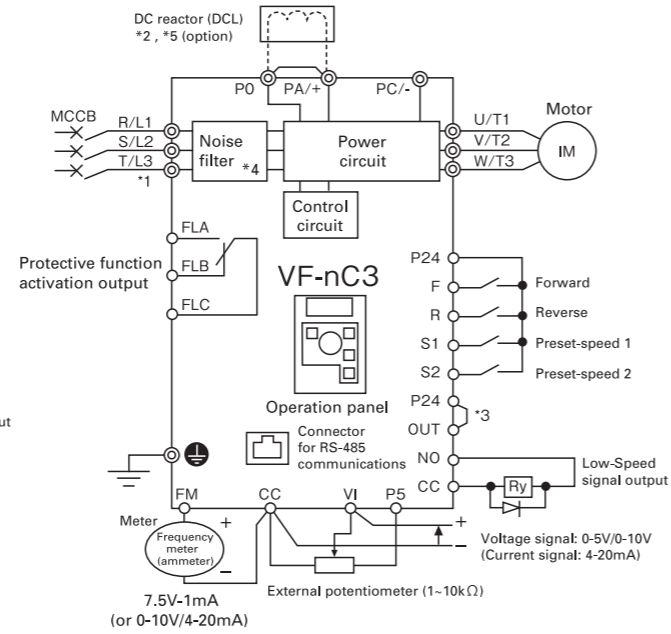 DC reactor (DCL)
*2 , *5 (option)
P0
PA/+
PC/-
MCCB
R/L1
S/L2
T/L3
*1
Noise
filter
*4
Power
circuit
U/T1
V/T2
W/T3
Motor
IM
Control
circuit
FLA
FLB
FLC
Protective function
activation output
VF-nC3
Operation panel
P24
F
R
S1
S2
Forward
Reverse
Preset-speed 1
Preset-speed 2
P24
OUT
*3
ut
Connector
for RS-485
communications
NO
CC
Ry
Low-Speed
signal output
FM
CC
VI
P5
Meter
+
Frequency
meter
(ammeter)
−
+
−
Voltage signal: 0-5V/0-10V
(Current signal: 4-20mA)
External potentiometer (1~10kΩ)
7.5V-1mA
(or 0-10V/4-20mA)